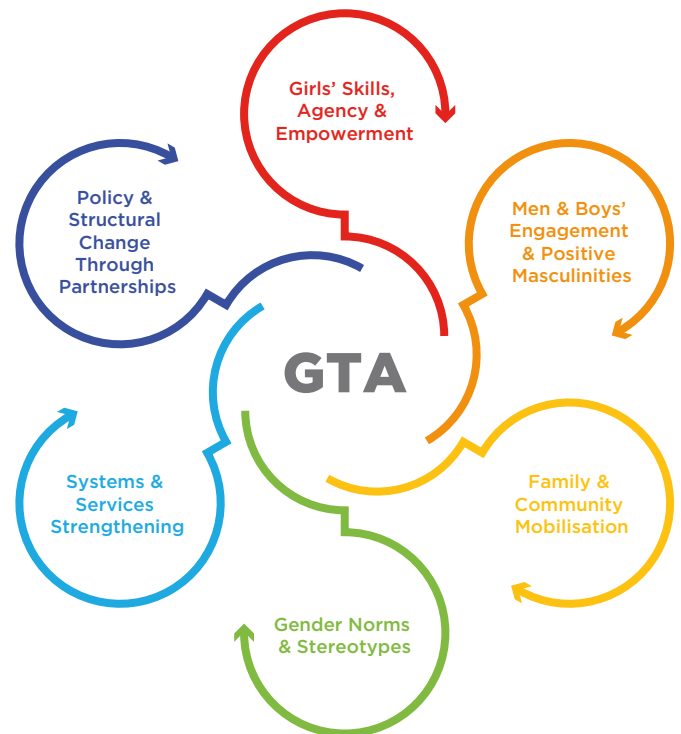 Girls' Skills,
Agency &
Empowerment
Men & Boys'
Engagement
& Positive
Masculinities
Family &
Community
Mobilisation
Gender Norms
& Stereotypes
Systems &
Services
Strengthening
Policy &
Structural
Change
Through
Partnerships
GTA